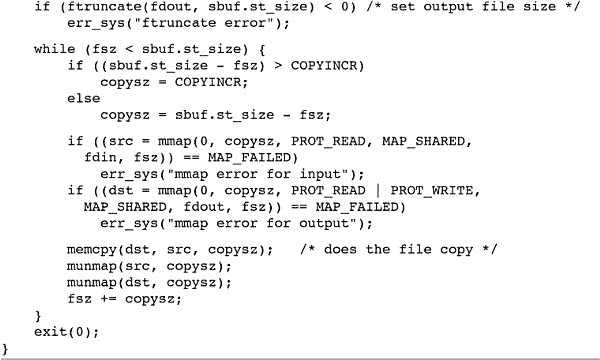 if (ftruncate(fdout, sbuf.st_size) < 0) /* set output file size */
err_sys("ftruncate error");
while (fsz < sbuf.st_size) {
if ((sbuf.st_size - fsz) > COPYINCR)
copysz = COPYINCR;
else
copysz = sbuf.st_size - fsz;
if ((src = mmap(0, copysz, PROT_READ, MAP_SHARED,
fdin, fsz)) == MAP_FAILED)
err_sys("mmap error for input");
if ((dst = mmap(0, copysz, PROT_READ | PROT_WRITE,
MAP_SHARED, fdout, fsz)) == MAP_FAILED)
err_sys("mmap error for output");
memcpy(dst, src, copysz); /* does the file copy */
munmap(src, copysz);
munmap(dst, copysz);
fsz += copysz;
}
exit(0);
}